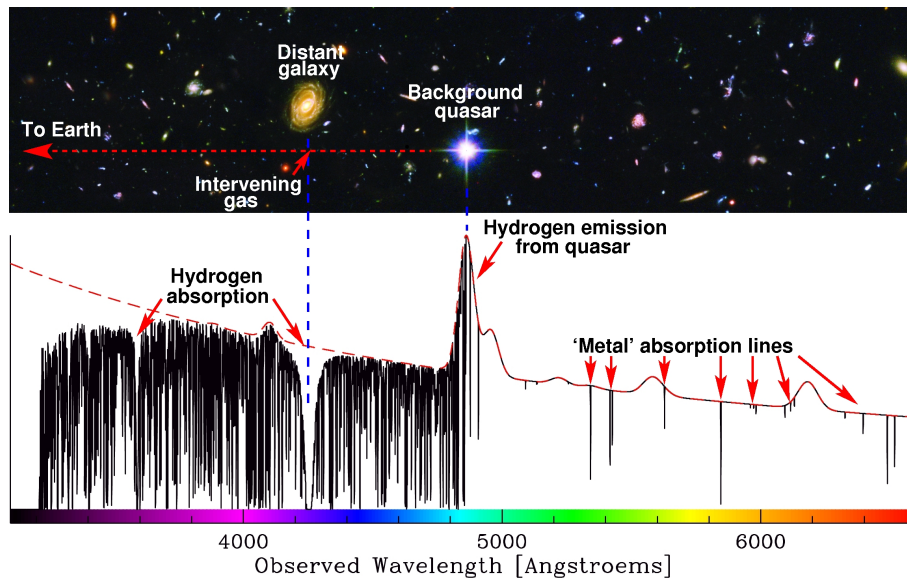 Distant
galaxy
Background
quasar
To Earth
Intervening
gas
Hydrogen emission
from quasar
Hydrogen
absorption
‘Metal’ absorption lines
4000 5000 6000
Observed Wavelength [Angstroems]